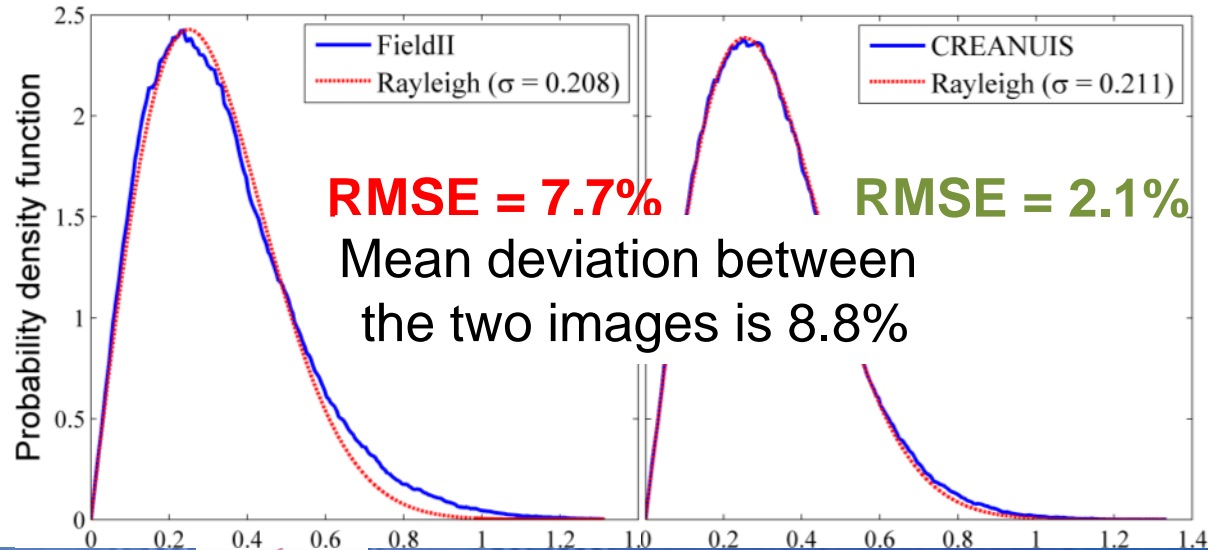 Probability density function
2.5
2
1.5
1
0.5
0
FieldII
Rayleigh (σ = 0.208)
CREANUIS
Rayleigh (σ = 0.211)
RMSE = 7.7%
RMSE = 2.1%
Mean deviation between
the two images is 8.8%
0 0.2 0.4 0.6 0.8 1 1.2 0 0.2 0.4 0.6 0.8 1 1.2 1.4